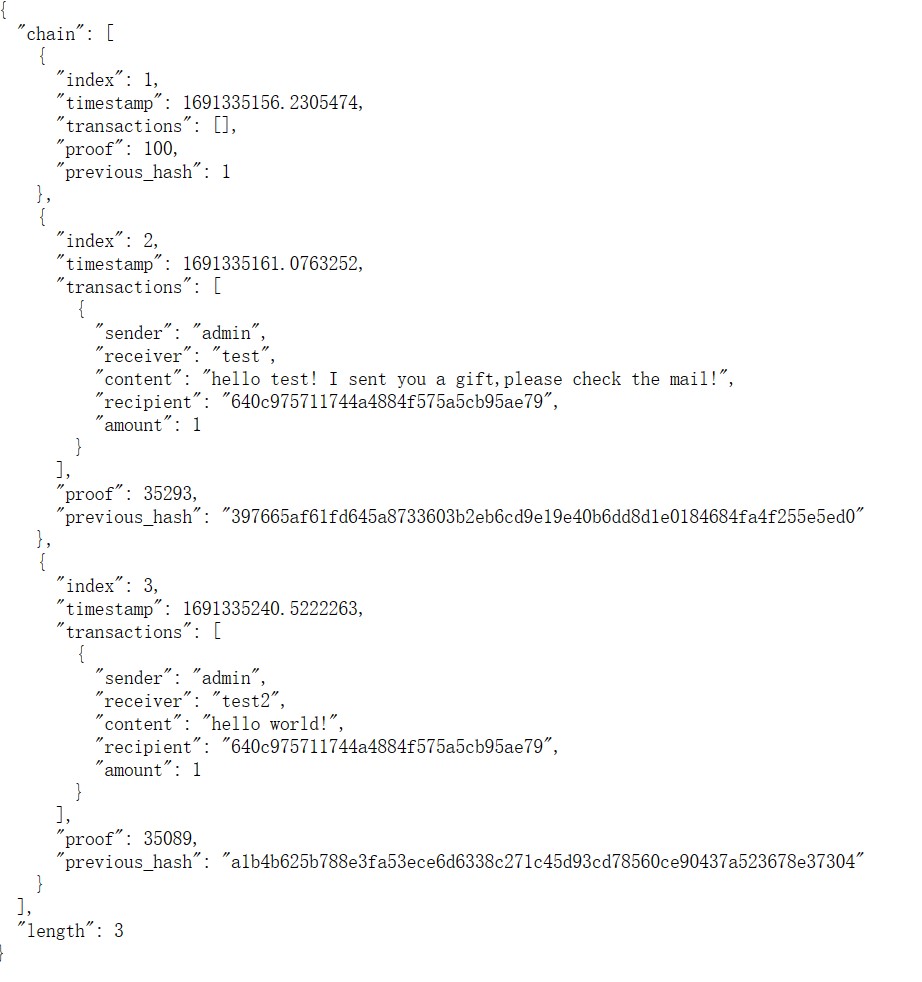 {
"chain": [
{
"index": 1,
"timestamp": 1691335156.2305474,
"transactions": [],
"proof": 100,
"previous_hash": 1
},
{
"index": 2,
"timestamp": 1691335161.0763252,
"transactions": [
{
"sender": "admin",
"receiver": "test",
"content": "hello test! I sent you a gift,please check the mail!",
"recipient": "640c975711744a4884f575a5cb95ae79",
"amount": 1
}
],
"proof": 35293,
"previous_hash": "397665af61fd645a8733603b2eb6cd9e19e40b6dd8d1e0184684fa4f255e5ed0"
},
{
"index": 3,
"timestamp": 1691335240.5222263,
"transactions": [
{
"sender": "admin",
"receiver": "test2",
"content": "hello world!",
"recipient": "640c975711744a4884f575a5cb95ae79",
"amount": 1
}
],
"proof": 35089,
"previous_hash": "a1b4b625b788e3fa53ece6d6338c271c45d93cd78560ce90437a523678e37304"
}
],
"length": 3
}